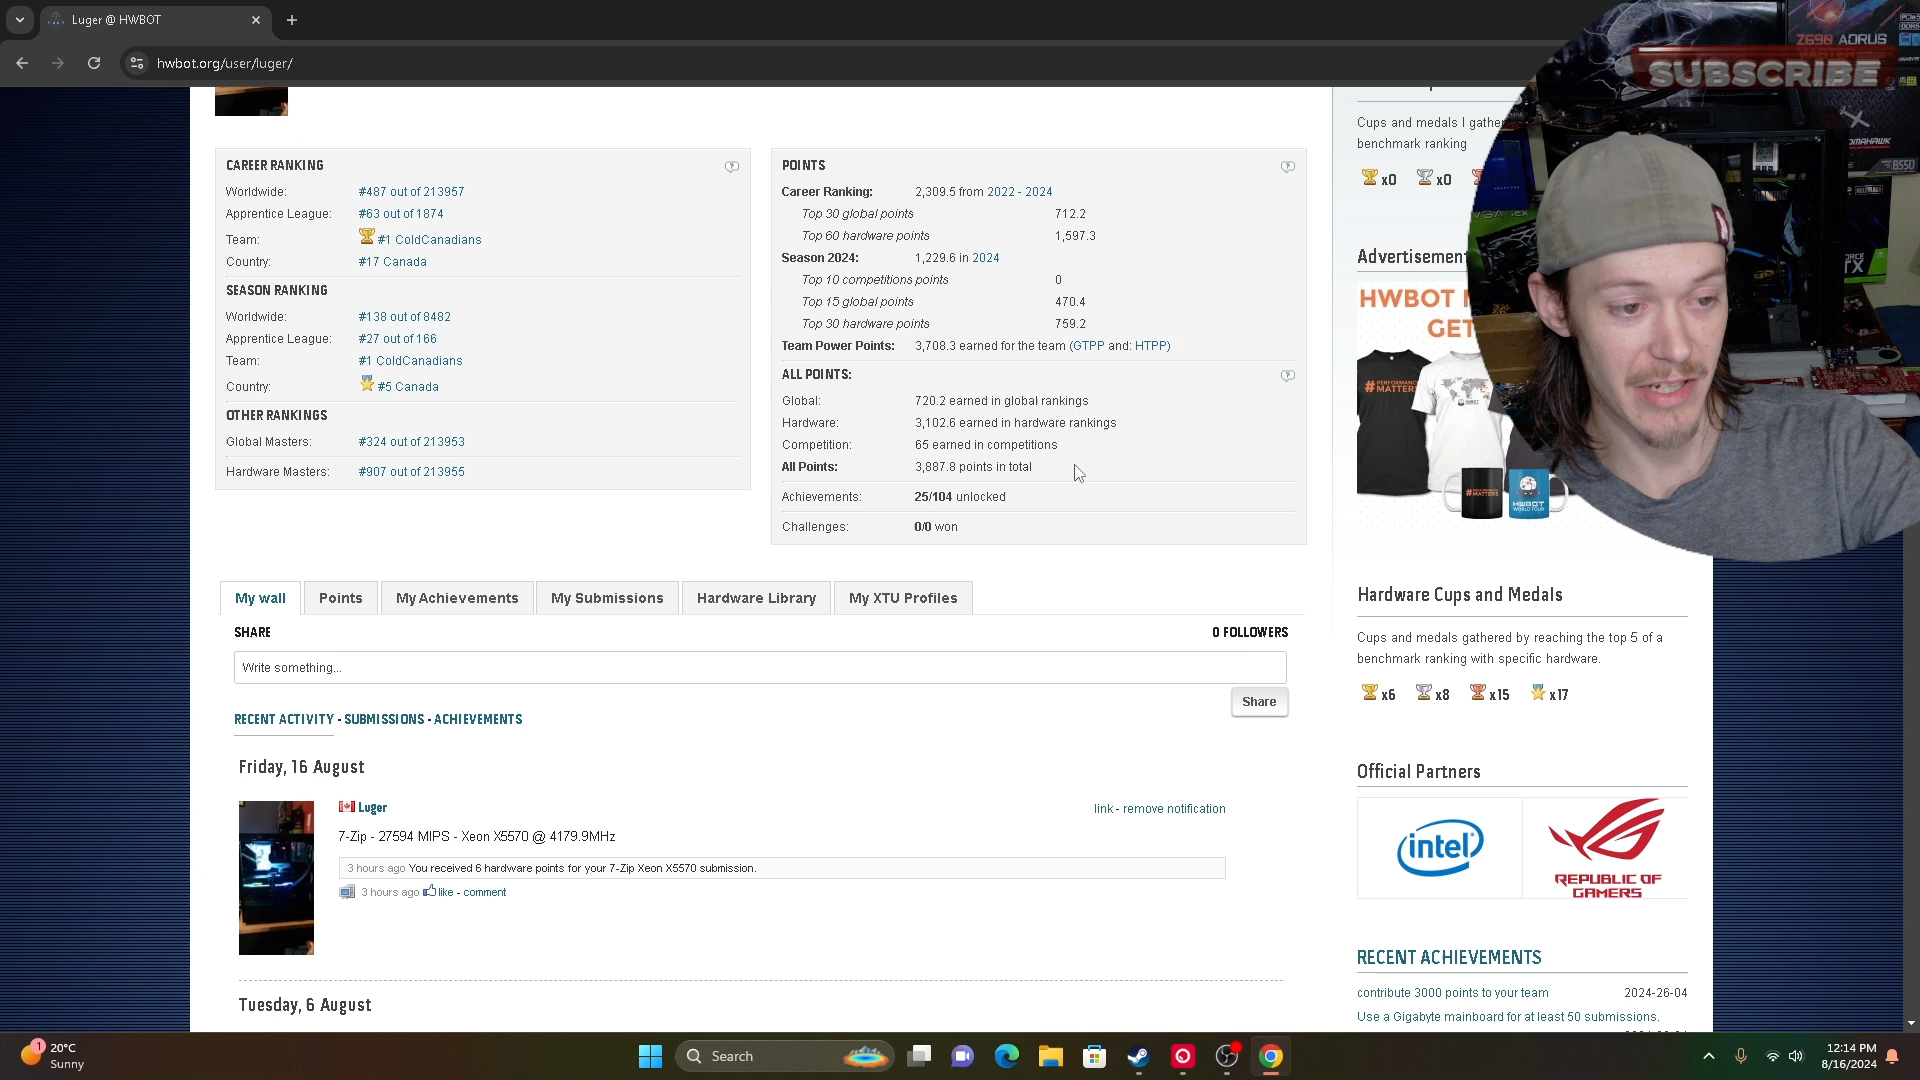 Luger @ HWBOT
hwbot.org/user/luger/
SUBSCRIBE
Z690 AORUS
CAREER RANKING
Worldwide: #487 out of 213957
Apprentice League: #63 out of 1874
Team: #1 ColdCanadians
Country: #17 Canada
SEASON RANKING
Worldwide: #138 out of 8482
Apprentice League: #27 out of 166
Team: #1 ColdCanadians
Country: #5 Canada
OTHER RANKINGS
Global Masters: #324 out of 213953
Hardware Masters: #907 out of 213955
POINTS
Career Ranking: 2,309.5 from 2022 - 2024
Top 30 global points 712.2
Top 60 hardware points 1,597.3
Season 2024: 1,229.6 in 2024
Top 10 competitions points 0
Top 15 global points 470.4
Top 30 hardware points 759.2
Team Power Points: 3,708.3 earned for the team (GTPP and: HTPP)
ALL POINTS:
Global: 720.2 earned in global rankings
Hardware: 3,102.6 earned in hardware rankings
Competition: 65 earned in competitions
All Points: 3,887.8 points in total
Achievements: 25/104 unlocked
Challenges: 0/0 won
Cups and medals I
benchmark ranking
x0 x0
B550
HWBOT
GET
#PERFORMANCE
MATTERS
HWBOT
WORLD TOUR
My wall Points My Achievements My Submissions Hardware Library My XTU Profiles
SHARE 0 FOLLOWERS
Write something...
Share
RECENT ACTIVITY - SUBMISSIONS - ACHIEVEMENTS
Friday, 16 August
Luger link - remove notification
7-Zip - 27594 MIPS - Xeon X5570 @ 4179.9MHz
3 hours ago You received 6 hardware points for your 7-Zip Xeon X5570 submission.
3 hours ago like - comment
Tuesday, 6 August
Hardware Cups and Medals
Cups and medals gathered by reaching the top 5 of a
benchmark ranking with specific hardware.
x6 x8 x15 x17
Official Partners
intel
REPUBLIC OF
GAMERS
RECENT ACHIEVEMENTS
contribute 3000 points to your team 2024-26-04
Use a Gigabyte mainboard for at least 50 submissions.
1
20°C
Sunny
Search
12:14 PM
8/16/2024